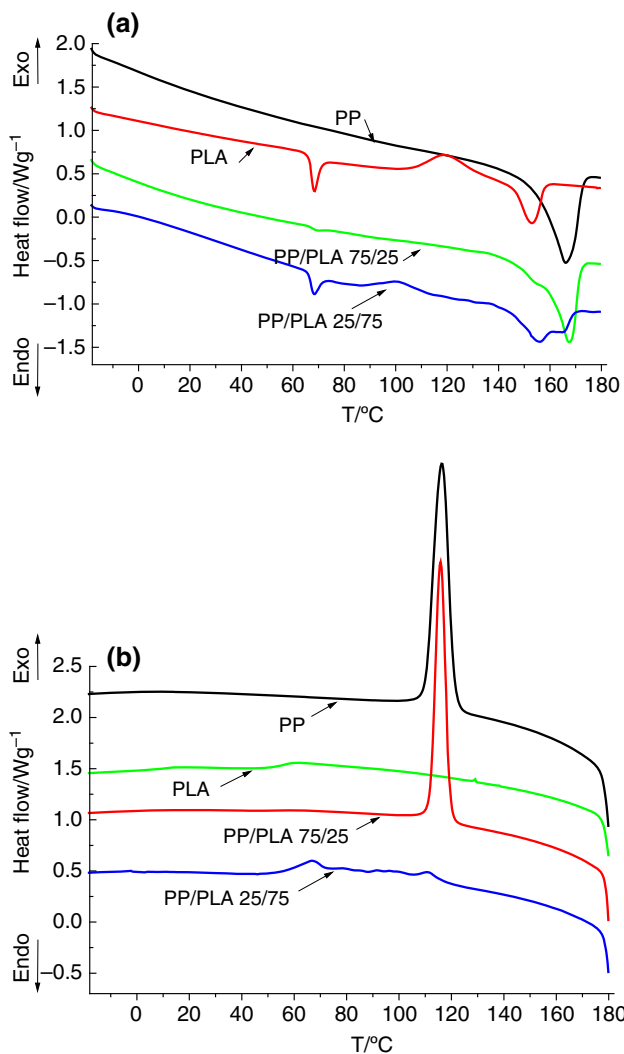 (a)
Exo
2.0
1.5
1.0
0.5
0.0
–0.5
–1.0
–1.5
Heat flow/Wg–1
Endo
PP
PLA
PP/PLA 75/25
PP/PLA 25/75
0 20 40 60 80 100 120 140 160 180
T/ºC
(b)
Exo
2.5
2.0
1.5
1.0
0.5
0.0
–0.5
Heat flow/Wg–1
Endo
PP
PLA
PP/PLA 75/25
PP/PLA 25/75
0 20 40 60 80 100 120 140 160 180
T/ºC